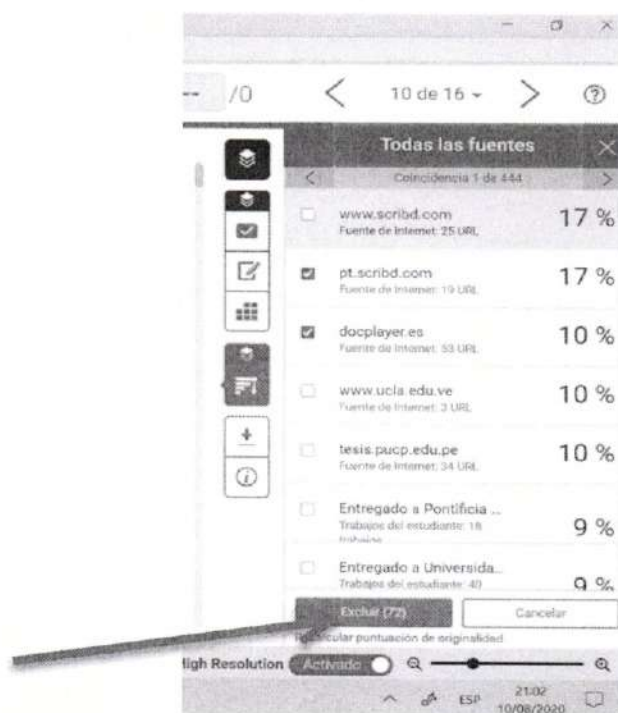 -- /0
10 de 16
Todas las fuentes
Coincidencia 1 de 444
www.scribd.com
17 %
Fuente de Internet: 25 URL
pt.scribd.com
17 %
Fuente de Internet: 19 URL
docplayer.es
10 %
Fuente de Internet: 53 URL
www.ucla.edu.ve
10 %
Fuente de Internet: 3 URL
tesis.pucp.edu.pe
10 %
Fuente de Internet: 34 URL
Entregado a Pontificia ...
Trabajos del estudiante: 18
trabajos
9 %
Entregado a Universida...
Trabajos del estudiante: 40
9 %
Excluir (72)
Cancelar
puntuación de originalidad
High Resolution
Activado
ESP
21:02
10/08/2020